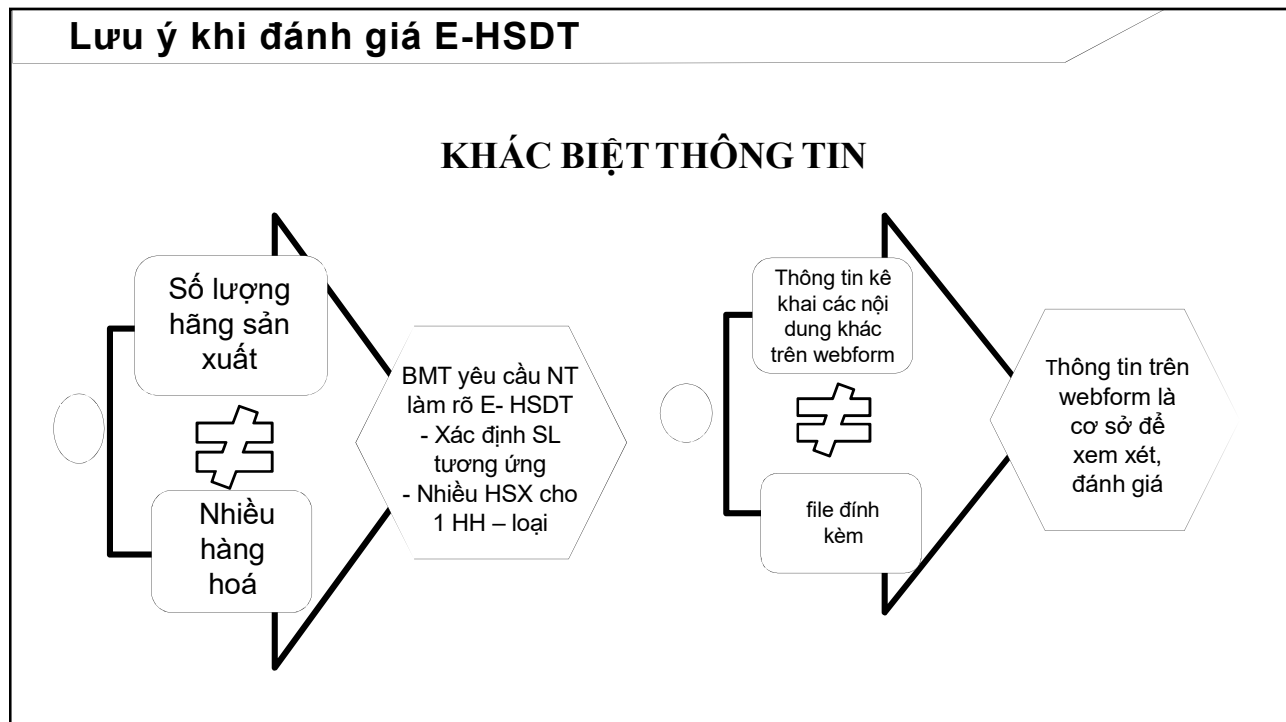 Lưu ý khi đánh giá E-HSDT
KHÁC BIỆT THÔNG TIN
Số lượng
hãng sản
xuất
Nhiều
hàng
hoá
BMT yêu cầu NT
làm rõ E- HSDT
- Xác định SL
tương ứng
- Nhiều HSX cho
1 HH – loại
Thông tin kê
khai các nội
dung khác
trên webform
file đính
kèm
Thông tin trên
webform là
cơ sở để
xem xét,
đánh giá